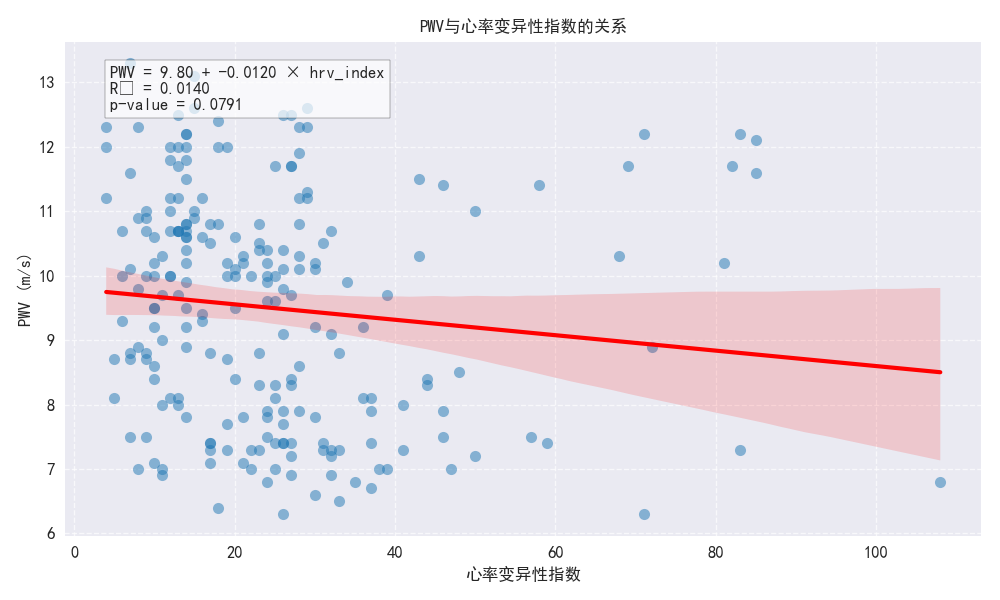 PWV与心率变异性指数的关系
PWV = 9.80 + -0.0120 × hrv_index
R□ = 0.0140
p-value = 0.0791
PWV (m/s)
13
12
11
10
9
8
7
6
0 20 40 60 80 100
心率变异性指数